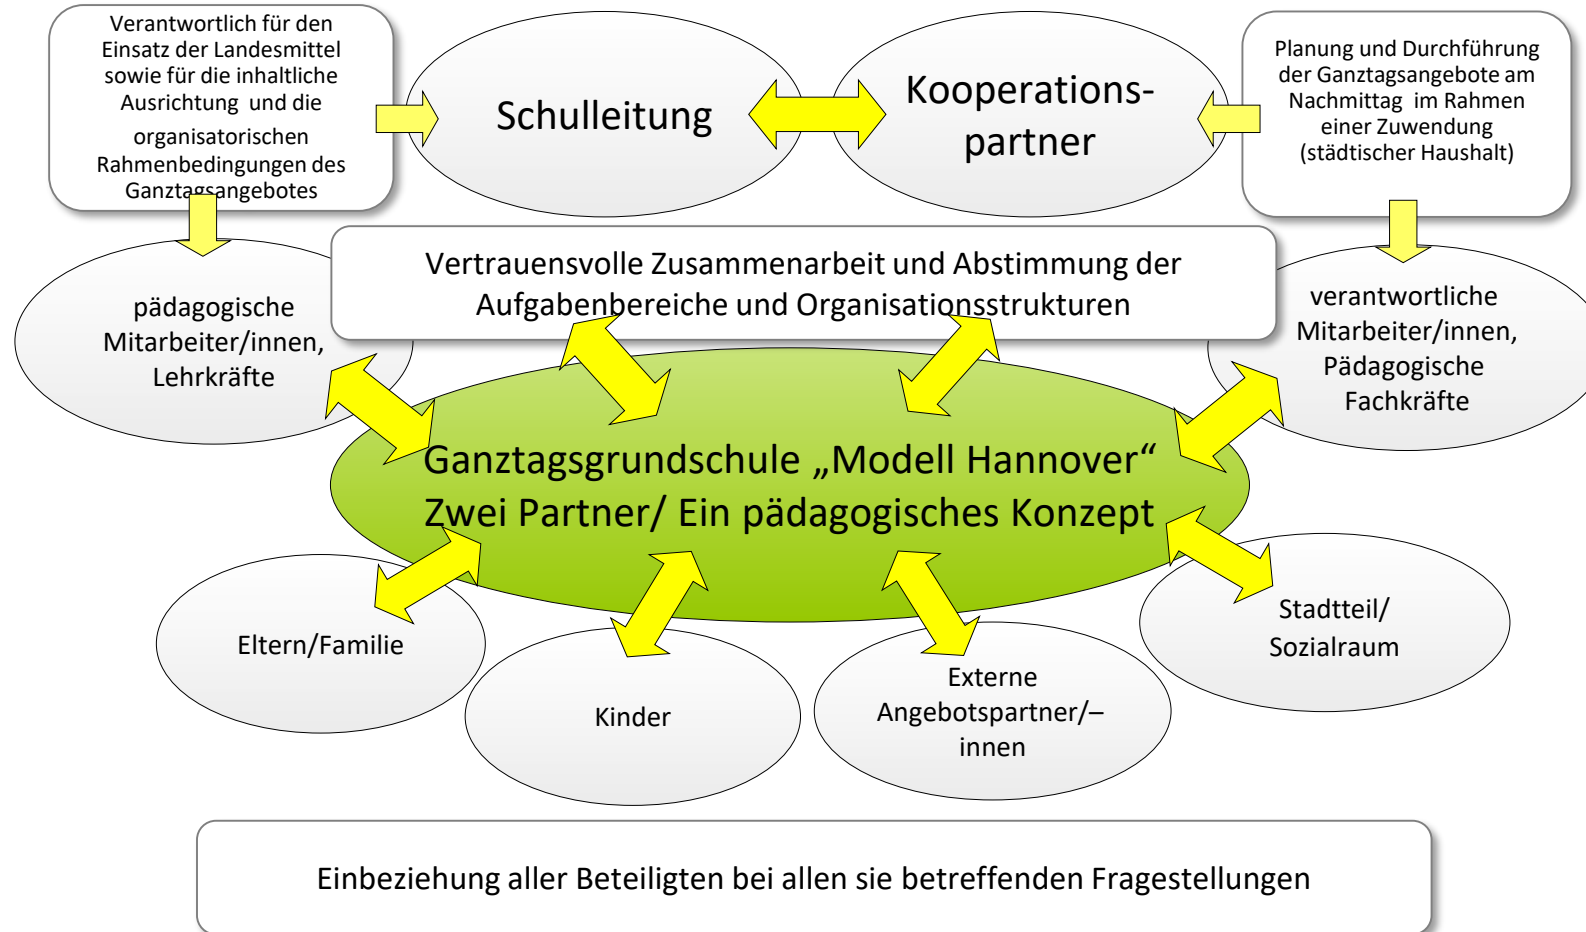 Verantwortlich für den
Einsatz der Landesmittel
sowie für die inhaltliche
Ausrichtung und die
organisatorischen
Rahmenbedingungen des
Ganztagsangebotes
Schulleitung
Kooperations-
partner
Planung und Durchführung
der Ganztagsangebote am
Nachmittag im Rahmen
einer Zuwendung
(städtischer Haushalt)
Vertrauensvolle Zusammenarbeit und Abstimmung der
Aufgabenbereiche und Organisationsstrukturen
pädagogische
Mitarbeiter/innen,
Lehrkräfte
verantwortliche
Mitarbeiter/innen,
Pädagogische
Fachkräfte
Ganztagsgrundschule „Modell Hannover“
Zwei Partner/ Ein pädagogisches Konzept
Eltern/Familie
Kinder
Externe
Angebotspartner/–
innen
Stadtteil/
Sozialraum
Einbeziehung aller Beteiligten bei allen sie betreffenden Fragestellungen